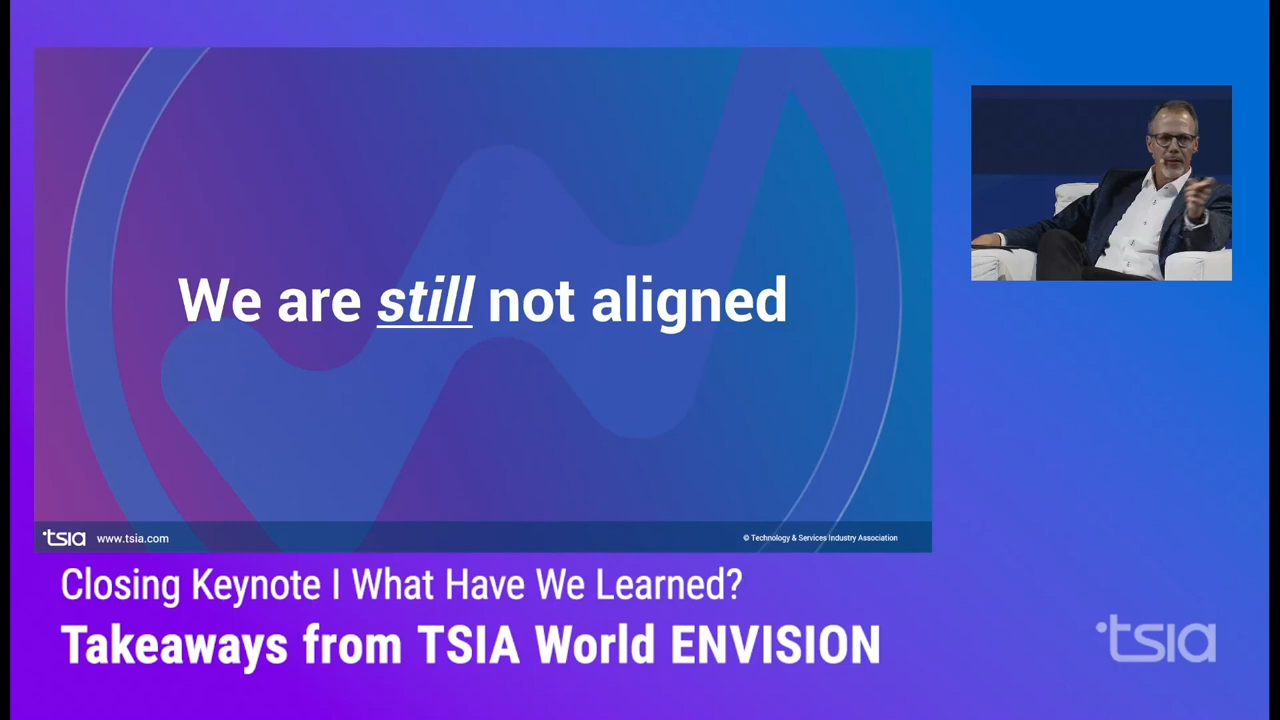 We are still not aligned
tsia www.tsia.com
© Technology & Services Industry Association
Closing Keynote I What Have We Learned?
Takeaways from TSIA World ENVISION
tsia